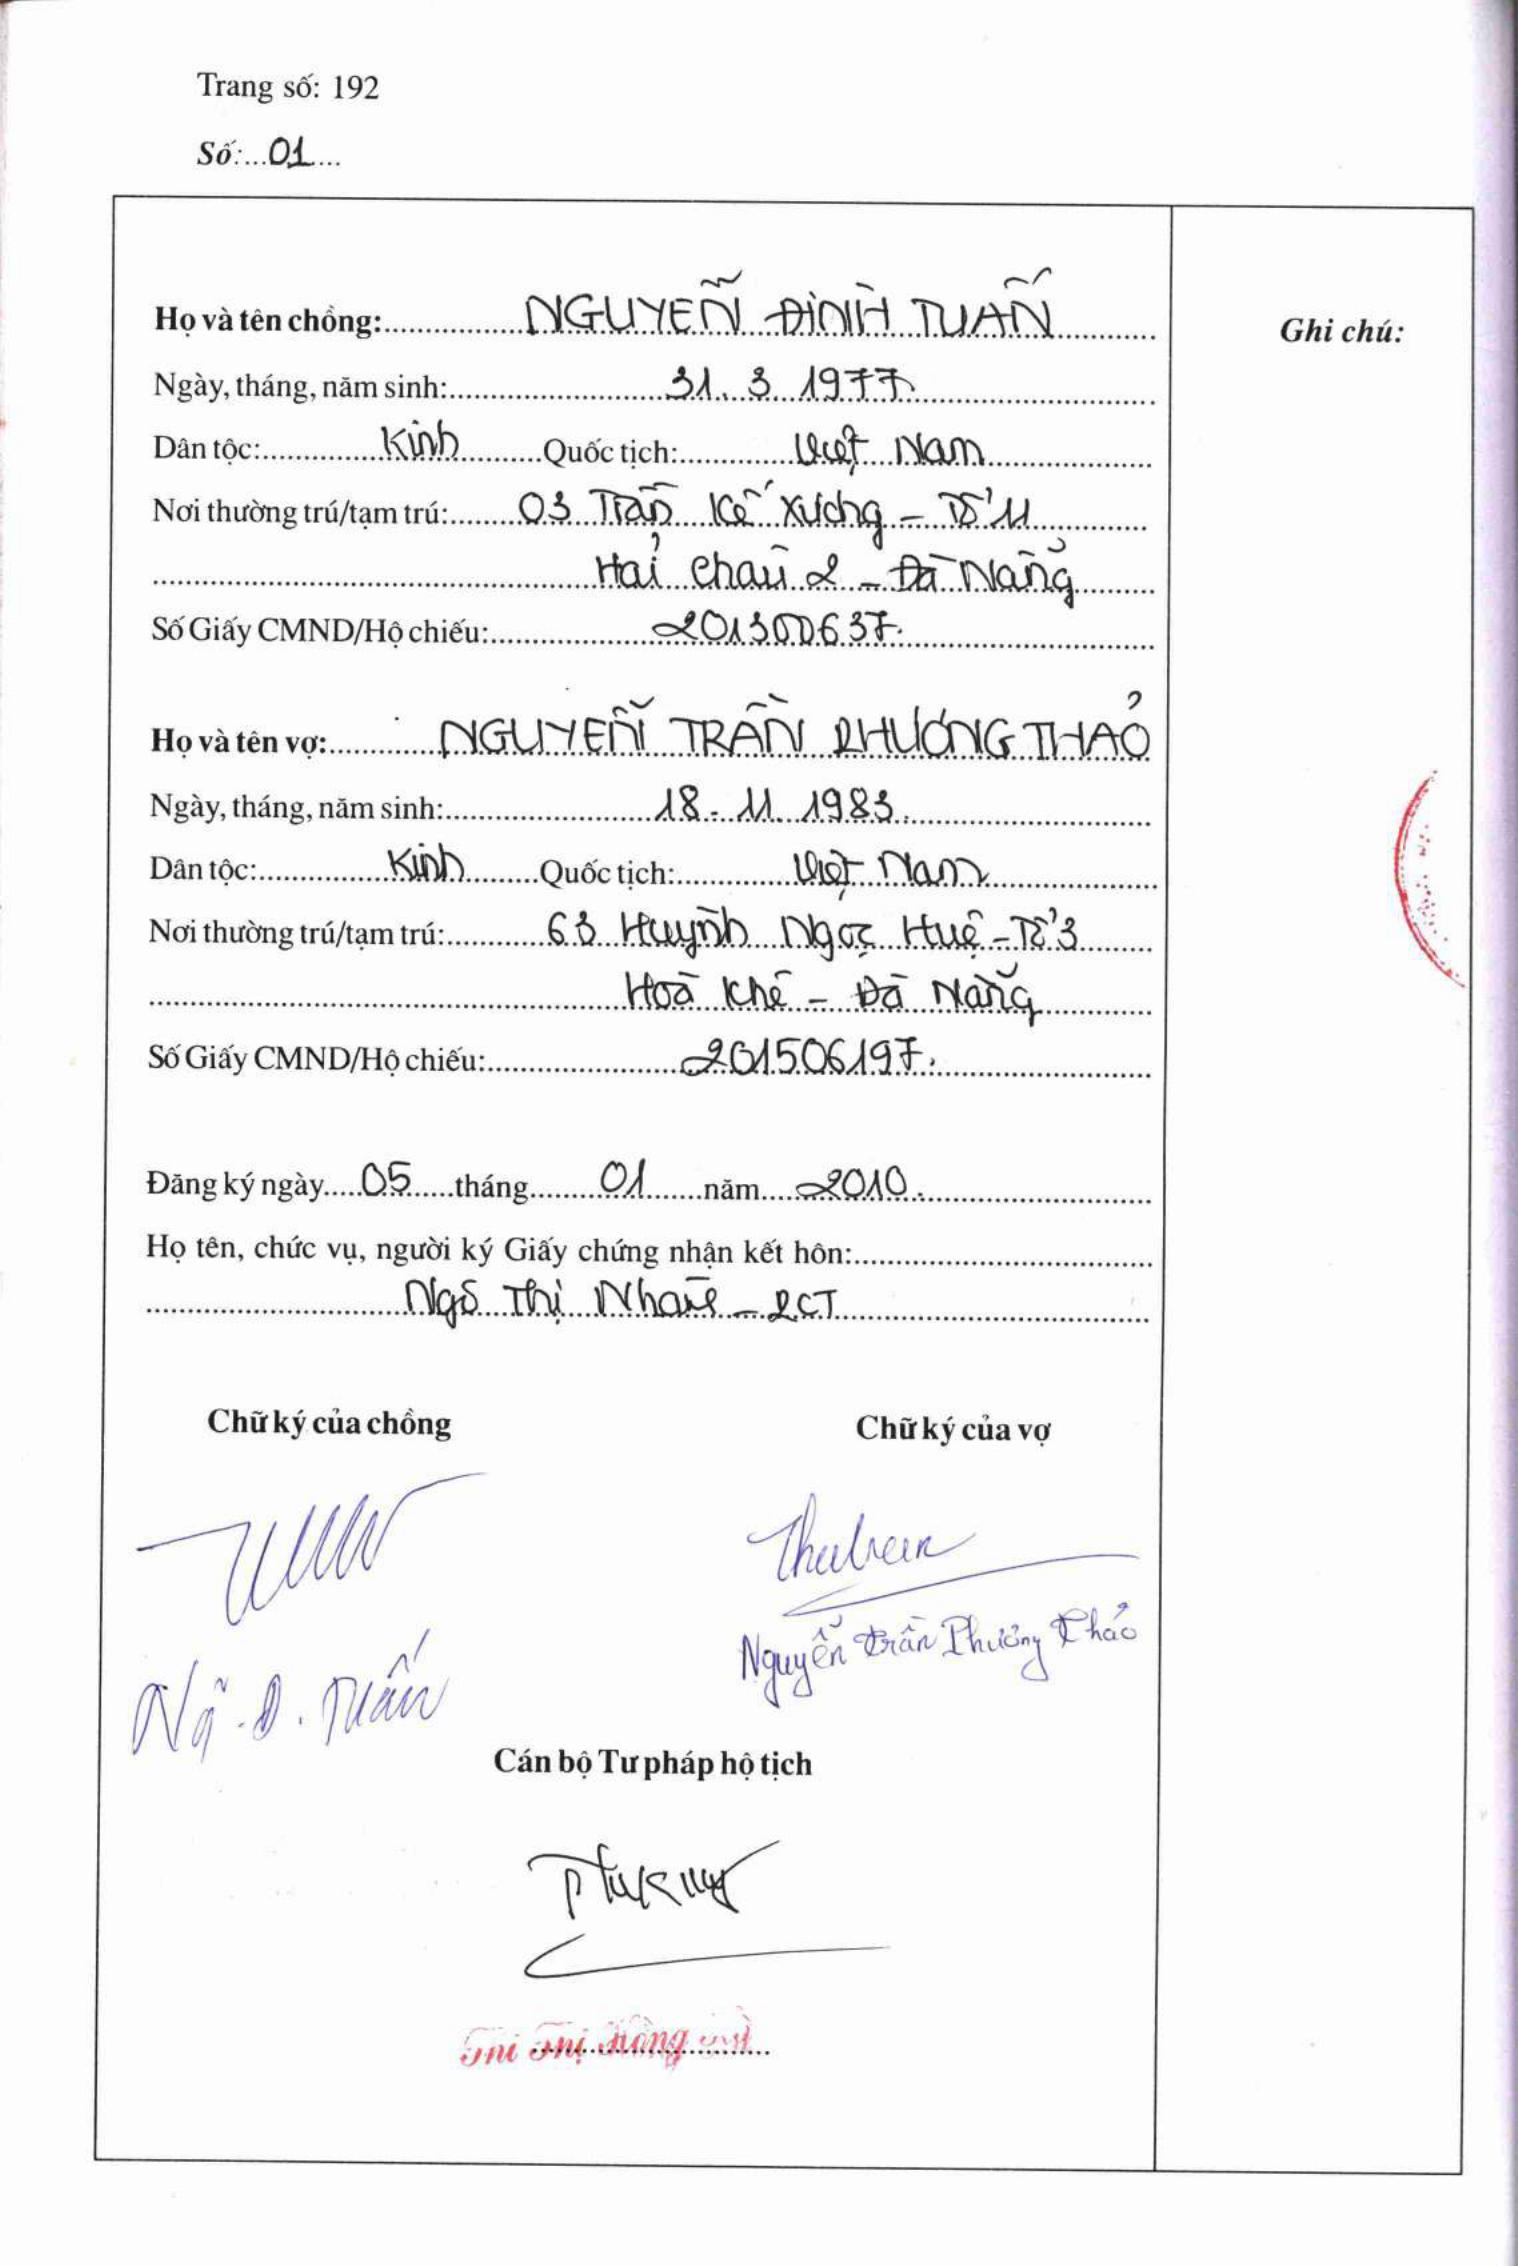 Trang số: 192
Số: 01
Họ và tên chồng: NGUYỄN ĐÌNH TUẤN
Ghi chú:
Ngày, tháng, năm sinh: 31. 3. 1977
Dân tộc: Kinh Quốc tịch: Việt Nam
Nơi thường trú/tạm trú: 03 Trần Kế Xương - Tổ 11
Hải Châu 2 - Đà Nẵng
Số Giấy CMND/Hộ chiếu: 201300637.
Họ và tên vợ: NGUYỄN TRẦN PHƯƠNG THẢO
Ngày, tháng, năm sinh: 18. 11. 1983.
Dân tộc: Kinh Quốc tịch: Việt Nam
Nơi thường trú/tạm trú: 63 Huỳnh Ngọc Huệ - Tổ 3
Hoà Khê - Đà Nẵng
Số Giấy CMND/Hộ chiếu: 201506197.
Đăng ký ngày 05 tháng 01 năm 2010.
Họ tên, chức vụ, người ký Giấy chứng nhận kết hôn:
Ngô Thị - PCT
Chữ ký của chồng Chữ ký của vợ
Nguyễn Trần Phương Thảo
Ng~. Đ. Tuấn
Cán bộ Tư pháp hộ tịch
Thị